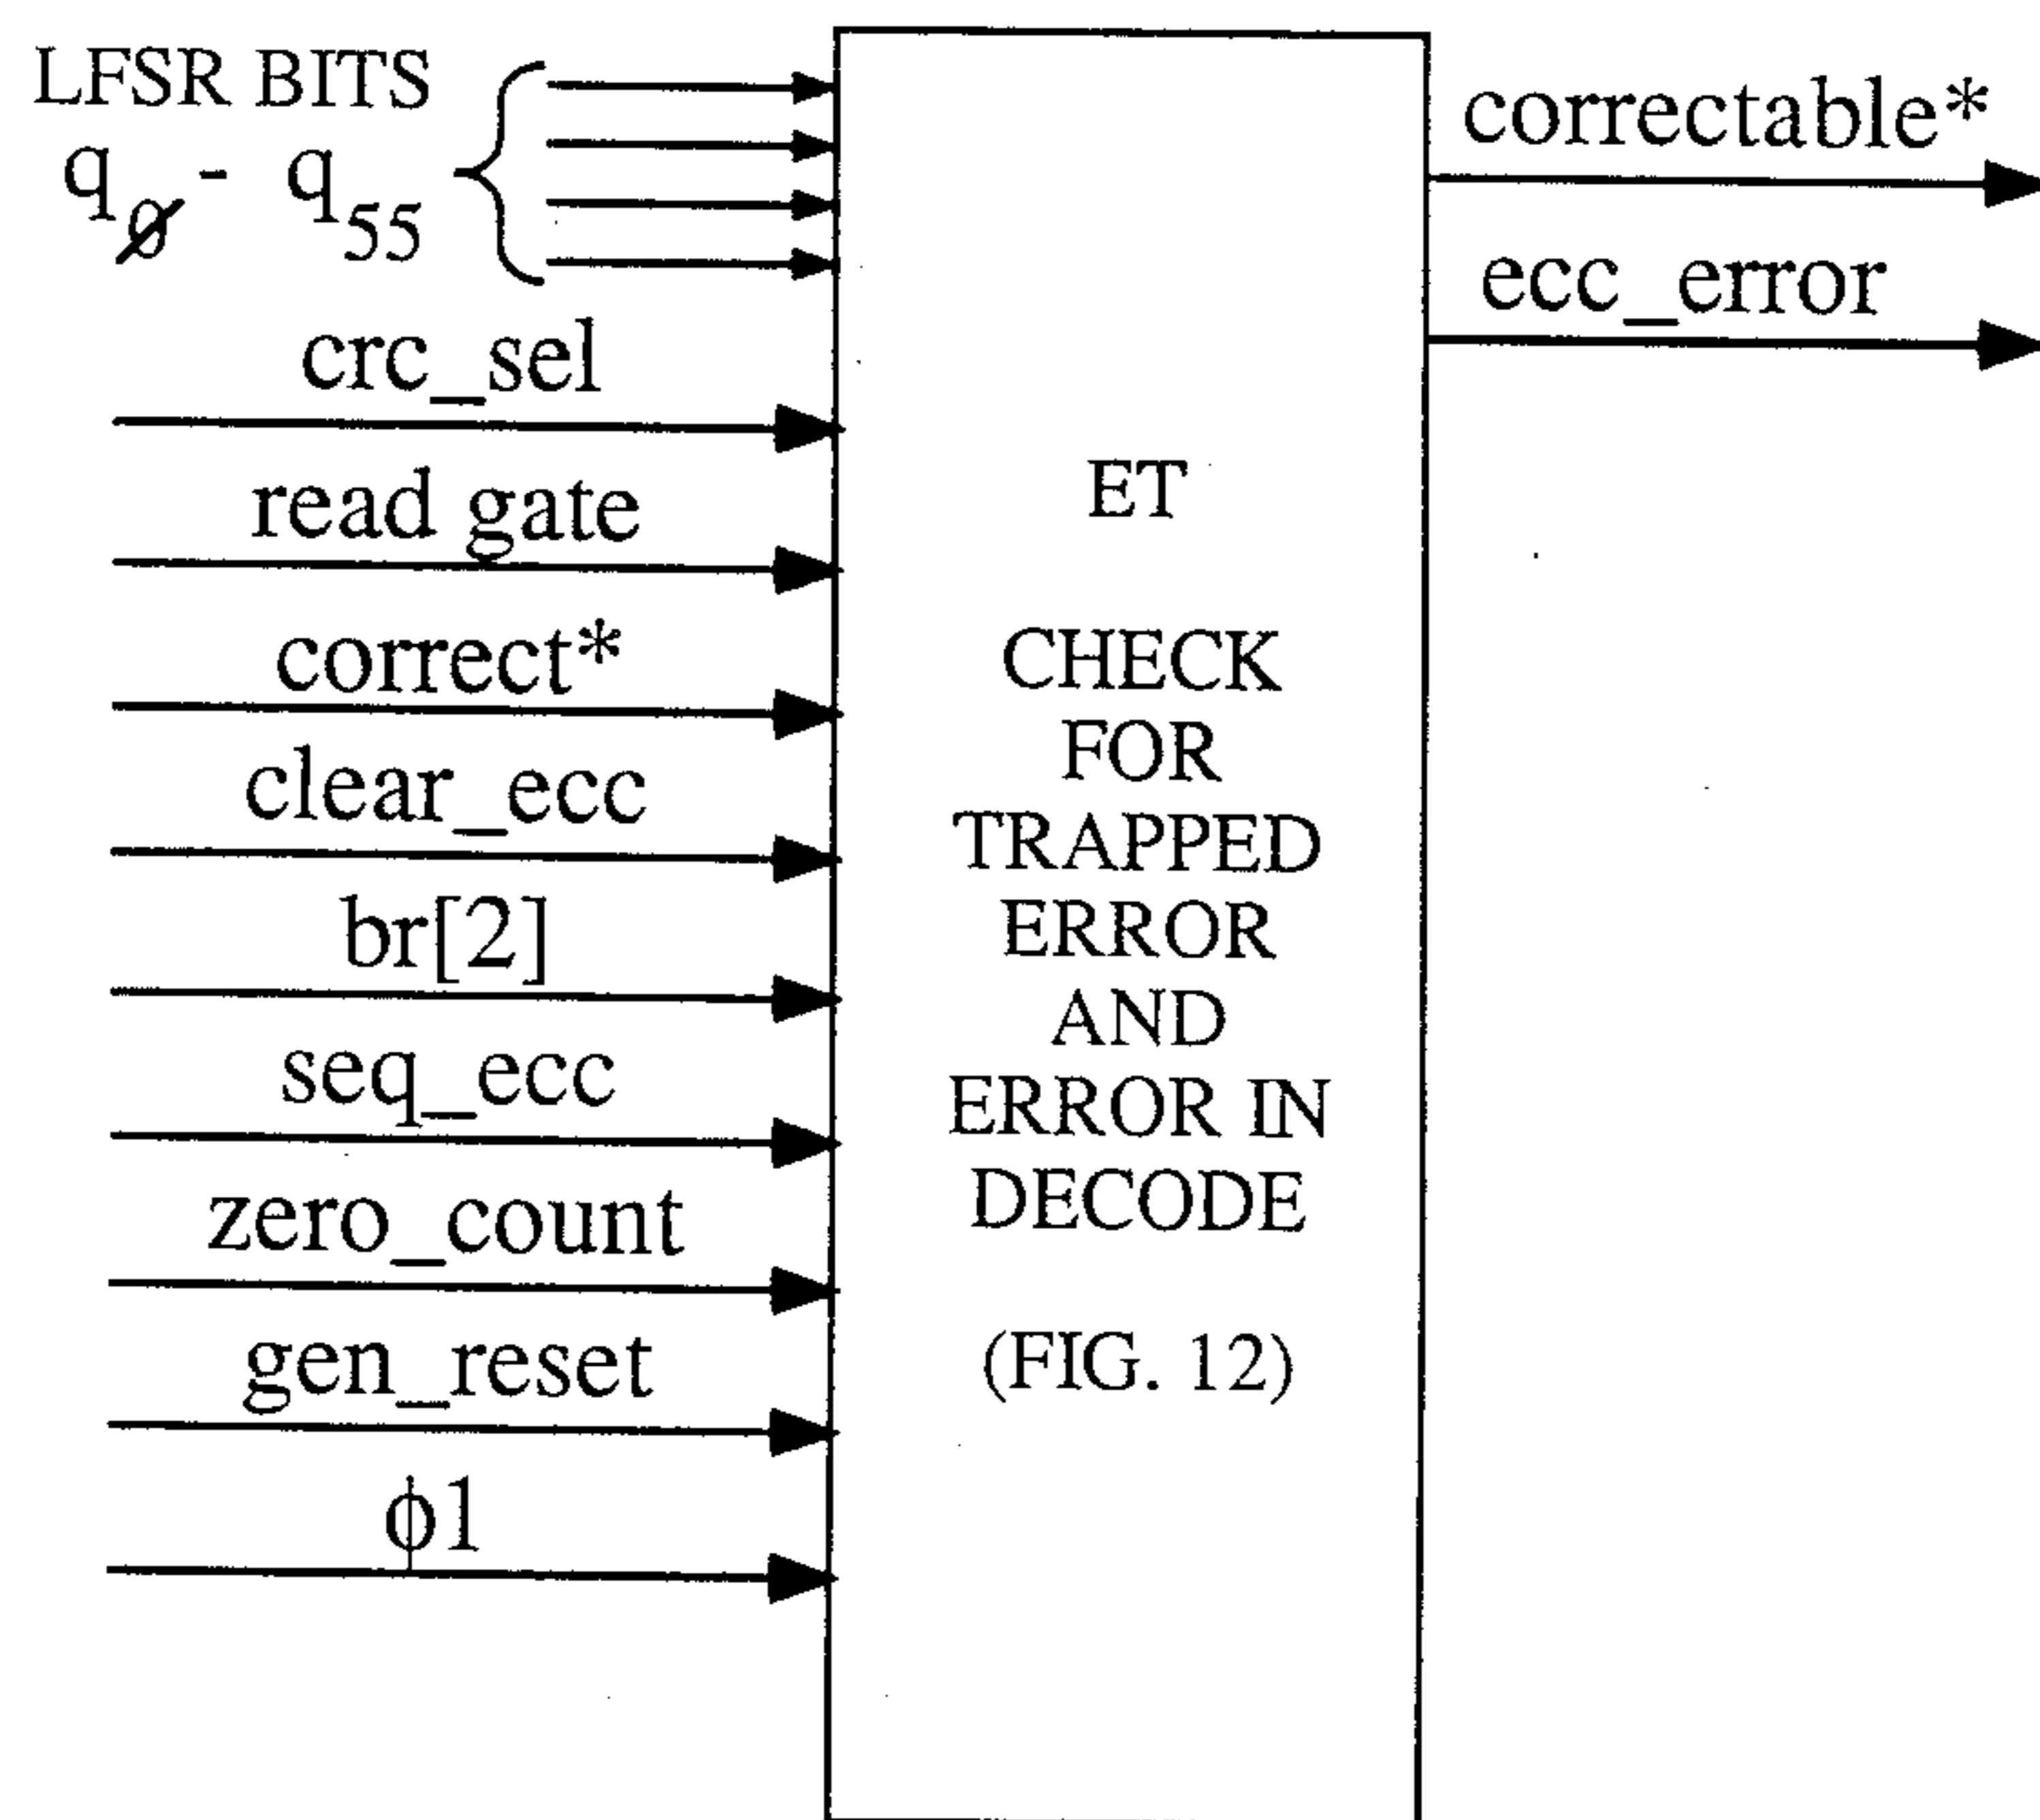 LFSR BITS
q0 - q55
crc_sel
read gate
correct*
clear_ecc
br[2]
seq_ecc
zero_count
gen_reset
ϕ1
ET
CHECK
FOR
TRAPPED
ERROR
AND
ERROR IN
DECODE
(FIG. 12)
correctable*
ecc_error